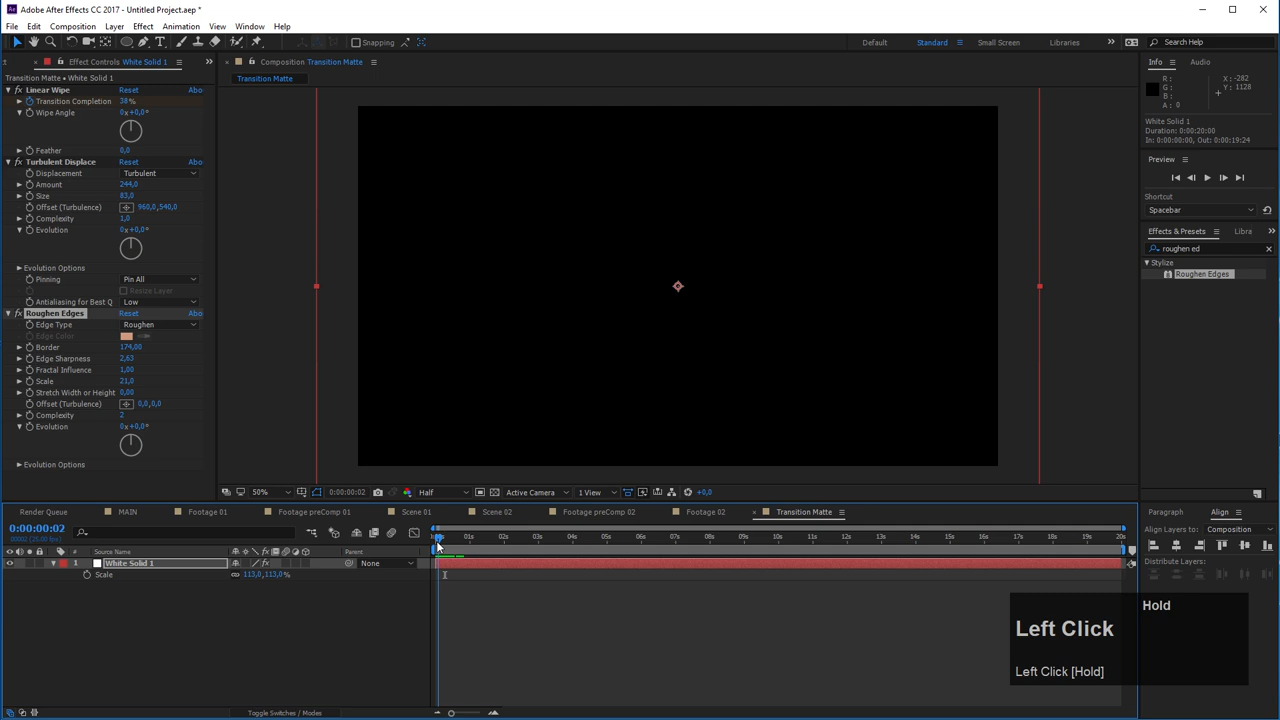 Adobe After Effects CC 2017 - Untitled Project.aep *
File Edit Composition Layer Effect Animation View Window Help
Snapping
Default Standard Small Screen Libraries Search Help
Effect Controls White Solid 1
Composition Transition Matte
Info Audio
Transition Matte • White Solid 1
Transition Matte
Linear Wipe Reset Abo
Transition Completion 38%
Wipe Angle 0x+0,0°
Feather 0,0
Turbulent Displace Reset Abo
Displacement Turbulent
Amount 244,0
Size 83,0
Offset (Turbulence) 960,0,540,0
Complexity 1,0
Evolution 0x+0,0°
Evolution Options
Pinning Pin All
Resize Layer
Antialiasing for Best Q Low
Roughen Edges Reset Abo
Edge Type Roughen
Edge Color
Border 174,00
Edge Sharpness 2,63
Fractal Influence 1,00
Scale 21,0
Stretch Width or Height 0,00
Offset (Turbulence) 0,0,0,0
Complexity 2
Evolution 0x+0,0°
Evolution Options
R :
G :
B :
A : 0
X : -282
Y : 1128
White Solid 1
Duration: 0:00:20:00
In: 0:00:00:00, Out: 0:00:19:24
Preview
Shortcut
Spacebar
Effects & Presets Libra
roughen ed
Stylize
Roughen Edges
50% 0:00:00:02 Half Active Camera 1 View +0,0
Render Queue MAIN Footage 01 Footage preComp 01 Scene 01 Scene 02 Footage preComp 02 Footage 02 Transition Matte
Paragraph Align
0:00:00:02
00002 (25.00 fps)
01s 02s 03s 04s 05s 06s 07s 08s 09s 10s 11s 12s 13s 14s 15s 16s 17s 18s 19s 20s
Align Layers to: Composition
Distribute Layers:
# Source Name Parent
1 White Solid 1 None
Scale 113,0,113,0%
Left Click
Hold
Left Click [Hold]
Toggle Switches / Modes